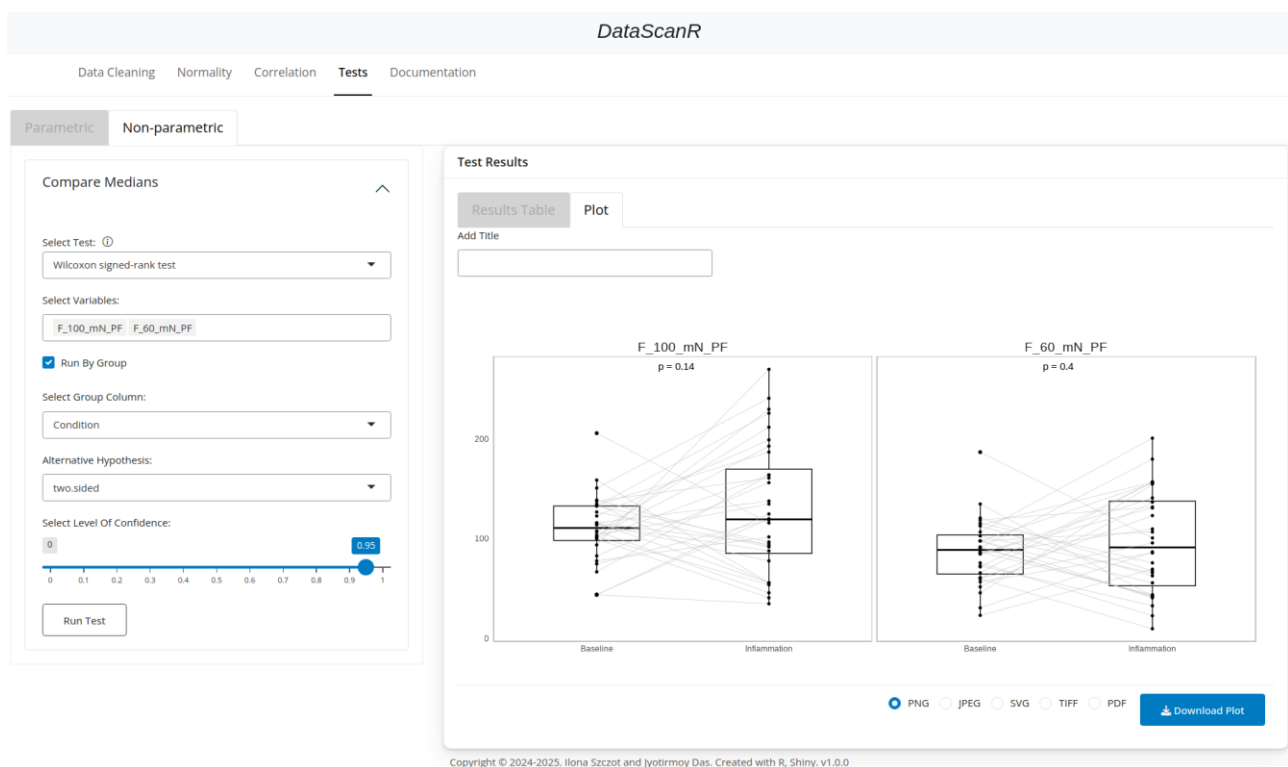 DataScanR
Data Cleaning Normality Correlation Tests Documentation
Parametric Non-parametric
Compare Medians
Select Test: ⓘ
Wilcoxon signed-rank test
Select Variables:
F_100_mN_PF F_60_mN_PF
Run By Group
Select Group Column:
Condition
Alternative Hypothesis:
two.sided
Select Level Of Confidence:
0 0.95
0 0.1 0.2 0.3 0.4 0.5 0.6 0.7 0.8 0.9 1
Run Test
Test Results
Results Table Plot
Add Title
F_100_mN_PF F_60_mN_PF
p = 0.14 p = 0.4
200
100
0
Baseline Inflammation Baseline Inflammation
PNG JPEG SVG TIFF PDF Download Plot
Copyright © 2024-2025. Ilona Szczot and Jyotirmoy Das. Created with R, Shiny. v1.0.0